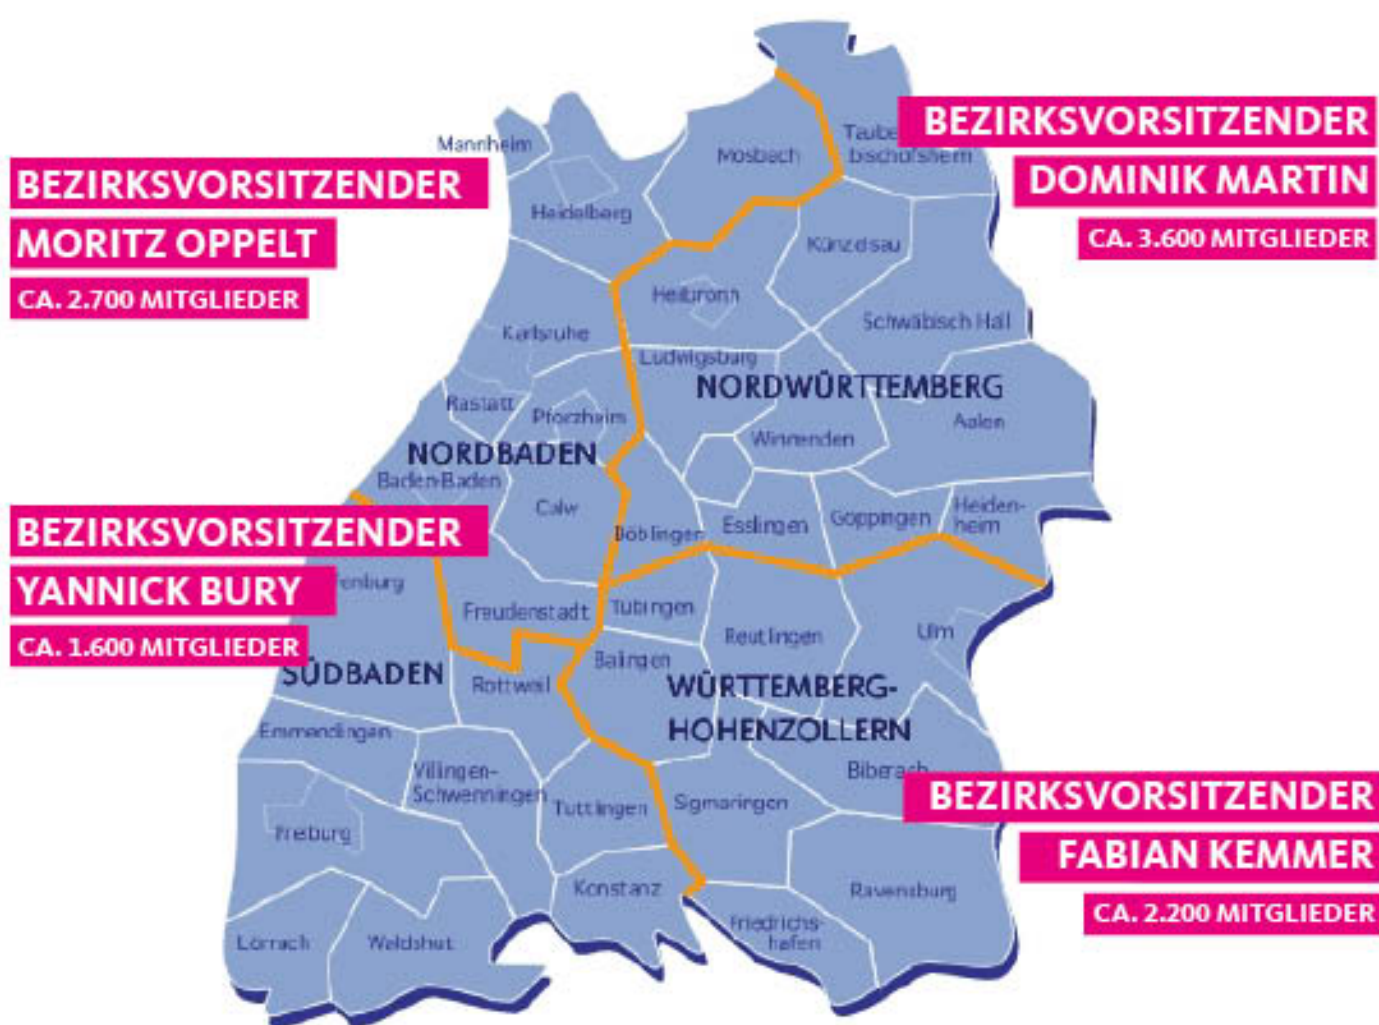 Mannheim
Mosbach
Tauber-
bischofsheim
BEZIRKSVORSITZENDER
DOMINIK MARTIN
CA. 3.600 MITGLIEDER
BEZIRKSVORSITZENDER
MORITZ OPPELT
CA. 2.700 MITGLIEDER
Heidelberg
Künzelsau
Heilbronn
Karlsruhe
Schwäbisch Hall
Ludwigsburg
NORDWÜRTTEMBERG
Rastatt
Pforzheim
Winnenden
Aalen
NORDBADEN
Baden-Baden
Calw
Böblingen
Esslingen
Göppingen
Heiden-
heim
BEZIRKSVORSITZENDER
YANNICK BURY
CA. 1.600 MITGLIEDER
fenburg
Freudenstadt
Tübingen
Reutlingen
Ulm
Balingen
SÜDBADEN
Rottweil
WÜRTTEMBERG-
HOHENZOLLERN
Emmendingen
Villingen-
Schwenningen
Tuttlingen
Sigmaringen
Biberach
BEZIRKSVORSITZENDER
FABIAN KEMMER
CA. 2.200 MITGLIEDER
Freiburg
Konstanz
Ravensburg
Friedrichs-
hafen
Lörrach
Waldshut